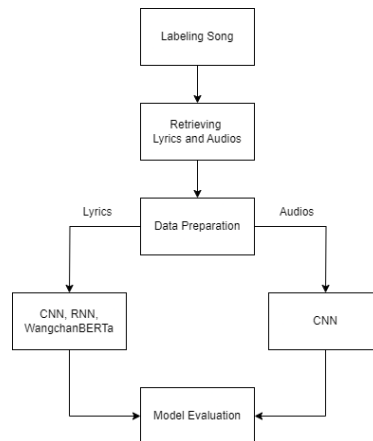 Labeling Song
Retrieving
Lyrics and Audios
Lyrics
Data Preparation
Audios
CNN, RNN,
WangchanBERTa
CNN
Model Evaluation